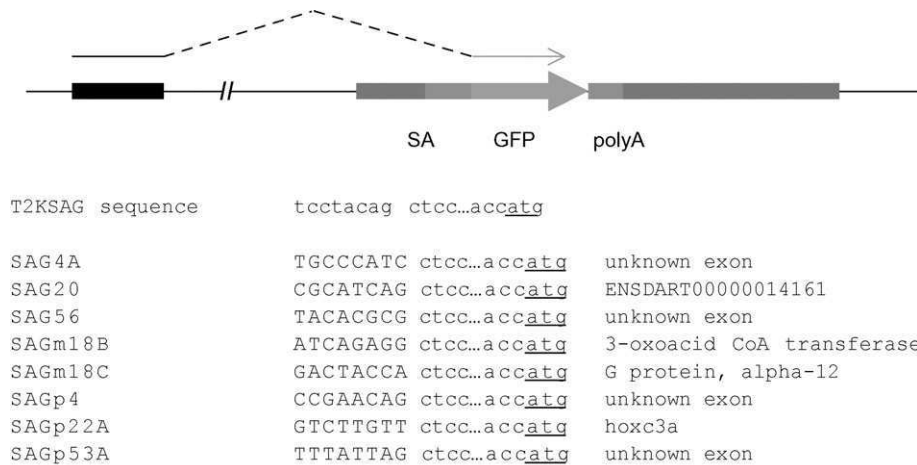 SA GFP polyA
T2KSAG sequence tcctacag ctcc…accatg
SAG4A TGCCCATC ctcc…accatg unknown exon
SAG20 CGCATCAG ctcc…accatg ENSDART00000014161
SAG56 TACACGCG ctcc…accatg unknown exon
SAGm18B ATCAGAGG ctcc…accatg 3-oxoacid CoA transferase
SAGm18C GACTACCA ctcc…accatg G protein, alpha-12
SAGp4 CCGAACAG ctcc…accatg unknown exon
SAGp22A GTCTTGTT ctcc…accatg hoxc3a
SAGp53A TTTATTAG ctcc…accatg unknown exon